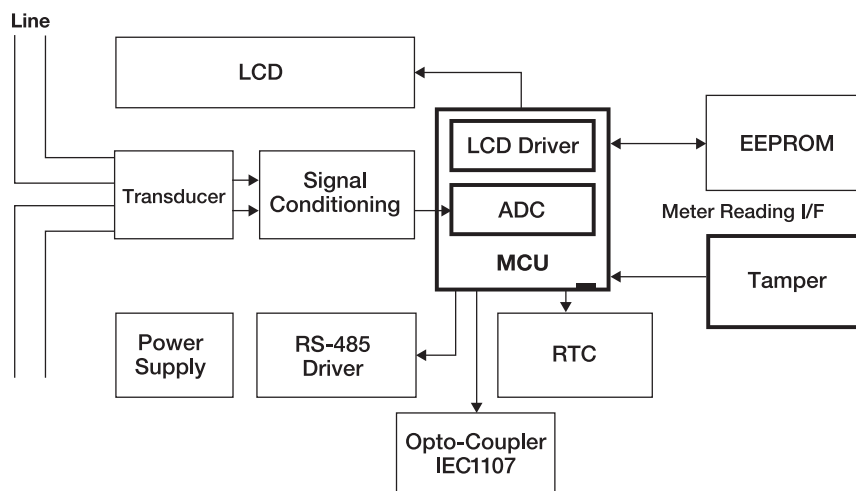 Line
LCD
LCD Driver
EEPROM
Transducer
Signal
Conditioning
ADC
Meter Reading I/F
MCU
Tamper
Power
Supply
RS-485
Driver
RTC
Opto-Coupler
IEC1107